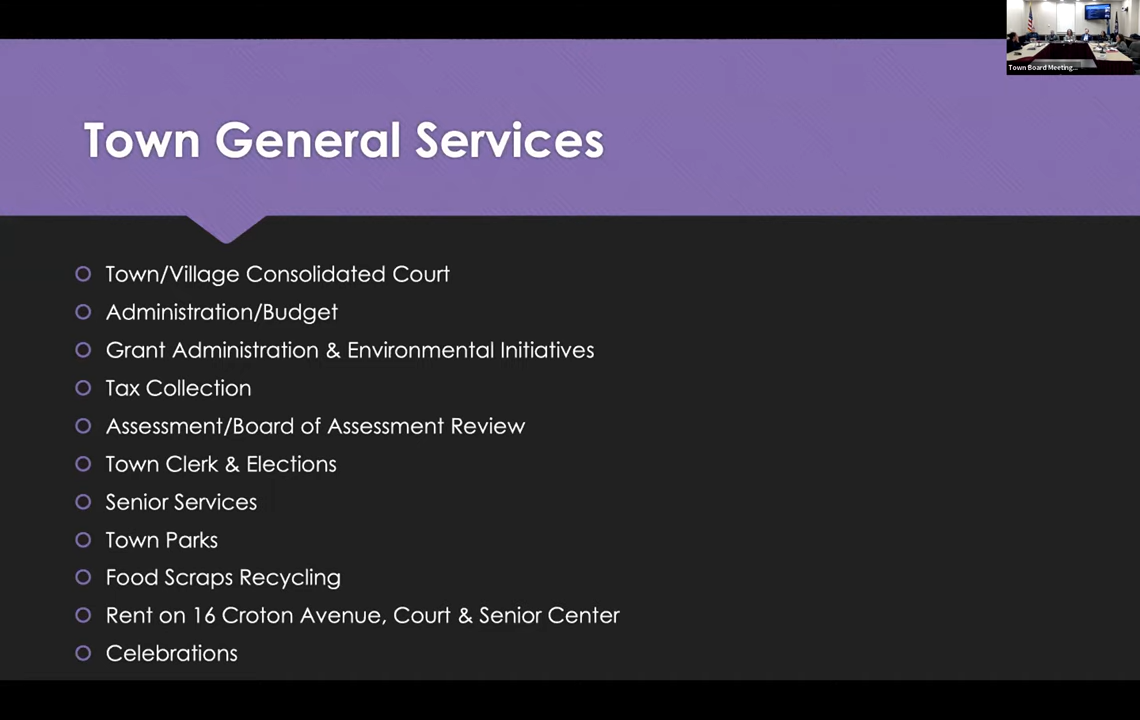 Town Board Meeting...
Town General Services
Town/Village Consolidated Court
Administration/Budget
Grant Administration & Environmental Initiatives
Tax Collection
Assessment/Board of Assessment Review
Town Clerk & Elections
Senior Services
Town Parks
Food Scraps Recycling
Rent on 16 Croton Avenue, Court & Senior Center
Celebrations